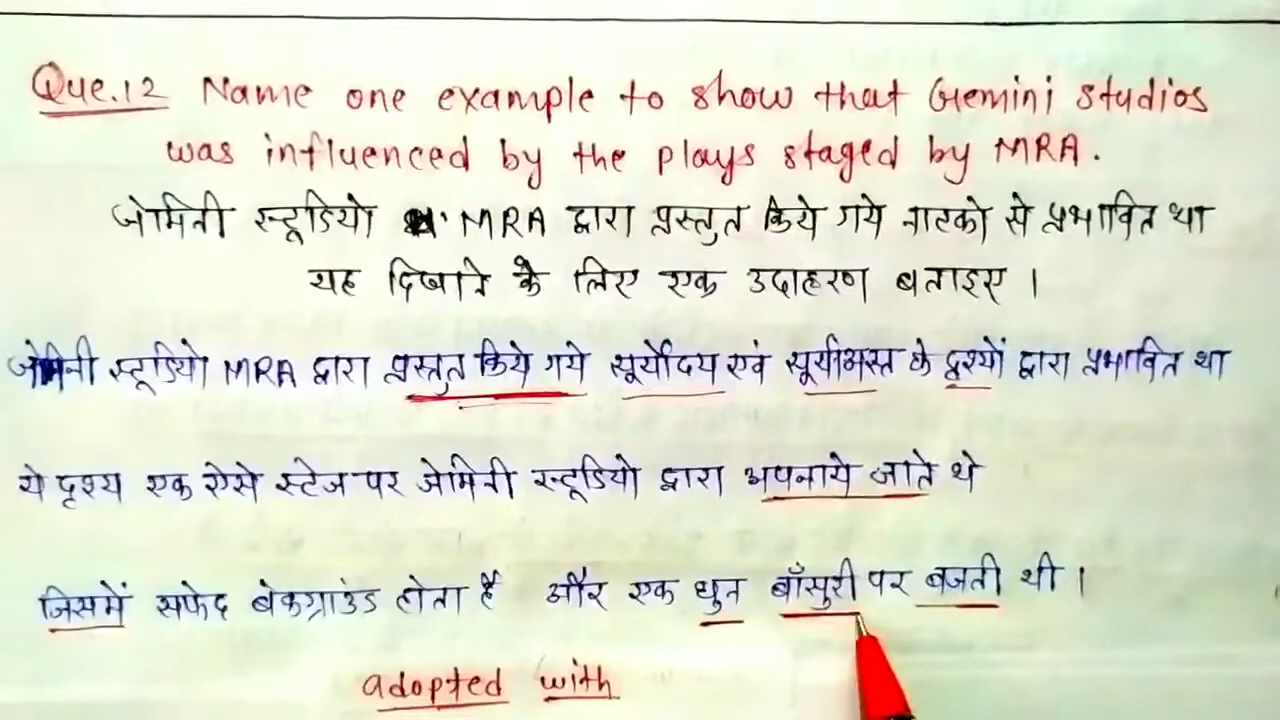 Que.12 Name one example to show that Gemini Studios
was influenced by the plays staged by MRA.
जेमिनी स्टूडियो MRA द्वारा प्रस्तुत किये गये नाटको से प्रभावित था
यह दिखाने के लिए एक उदाहरण बताइए ।
जेमिनी स्टूडियो MRA द्वारा प्रस्तुत किये गये सूर्योदय एवं सूर्यअस्त के दृश्यों द्वारा प्रभावित था
ये दृश्य एक ऐसे स्टेज पर जेमिनी स्टूडियो द्वारा अपनाये जाते थे
जिसमें सफेद बेकग्राउंड होता है और एक धुन बाँसुरी पर बजती थी ।
adopted with